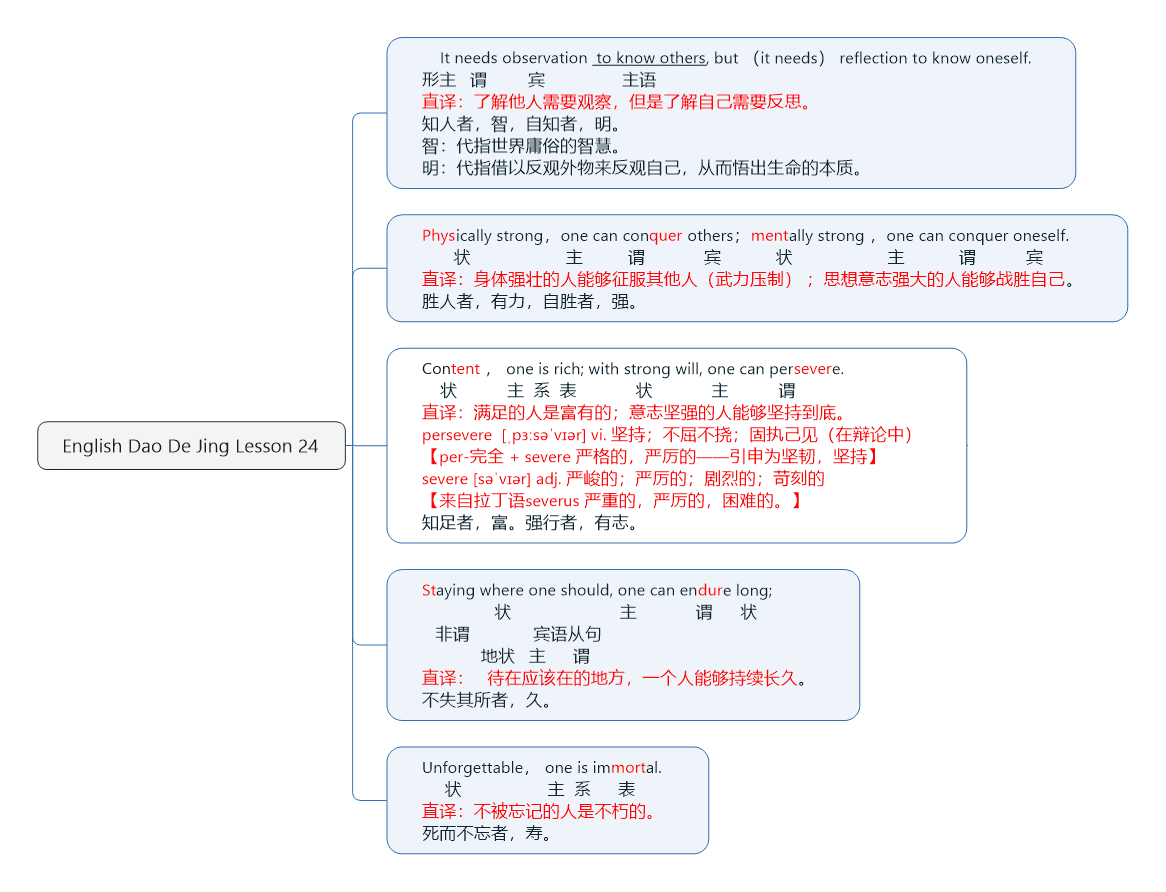 English Dao De Jing Lesson 24
It needs observation to know others, but （it needs） reflection to know oneself.
形主 谓 宾 主语
直译：了解他人需要观察，但是了解自己需要反思。
知人者，智，自知者，明。
智：代指世界庸俗的智慧。
明：代指借以反观外物来反观自己，从而悟出生命的本质。
Physically strong，one can conquer others；mentally strong ，one can conquer oneself.
状 主 谓 宾 状 主 谓 宾
直译：身体强壮的人能够征服其他人（武力压制）；思想意志强大的人能够战胜自己。
胜人者，有力，自胜者，强。
Content ， one is rich; with strong will, one can persevere.
状 主 系 表 状 主 谓
直译：满足的人是富有的；意志坚强的人能够坚持到底。
persevere [ˌpɜːsəˈvɪər] vi. 坚持；不屈不挠；固执己见（在辩论中）
【per-完全 + severe 严格的，严厉的——引申为坚韧，坚持】
severe [səˈvɪər] adj. 严峻的；严厉的；剧烈的；苛刻的
【来自拉丁语severus 严重的，严厉的，困难的。】
知足者，富。强行者，有志。
Staying where one should, one can endure long;
状 主 谓 状
非谓 宾语从句
地状 主 谓
直译： 待在应该在的地方，一个人能够持续长久。
不失其所者，久。
Unforgettable， one is immortal.
状 主 系 表
直译：不被忘记的人是不朽的。
死而不忘者，寿。